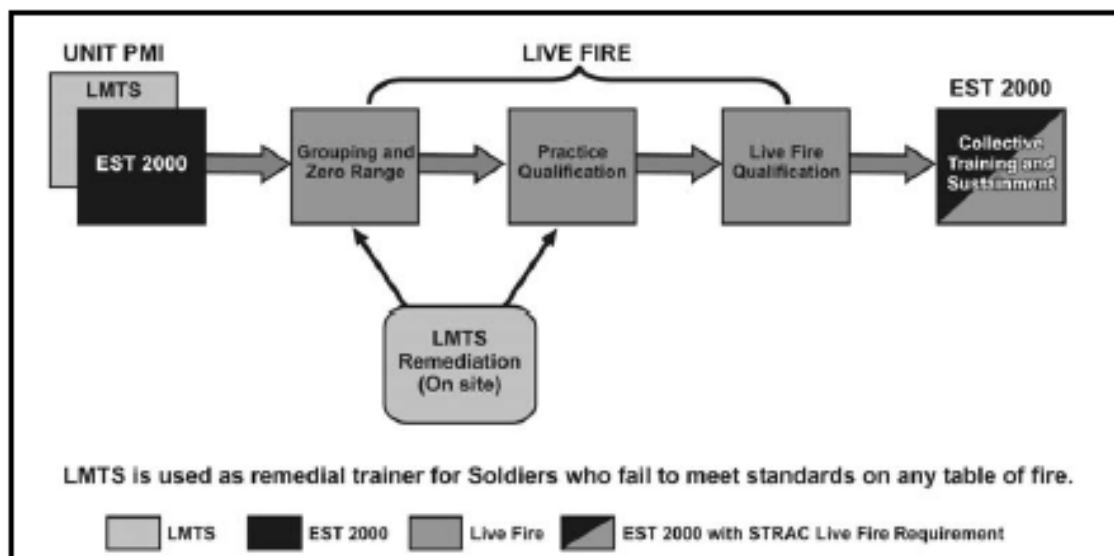 UNIT PMI
LMTS
EST 2000
LIVE FIRE
Grouping and
Zero Range
Practice
Qualification
Live Fire
Qualification
EST 2000
Collective
Training and
Sustainment
LMTS
Remediation
(On site)
LMTS is used as remedial trainer for Soldiers who fail to meet standards on any table of fire.
LMTS
EST 2000
Live Fire
EST 2000 with STRAC Live Fire Requirement